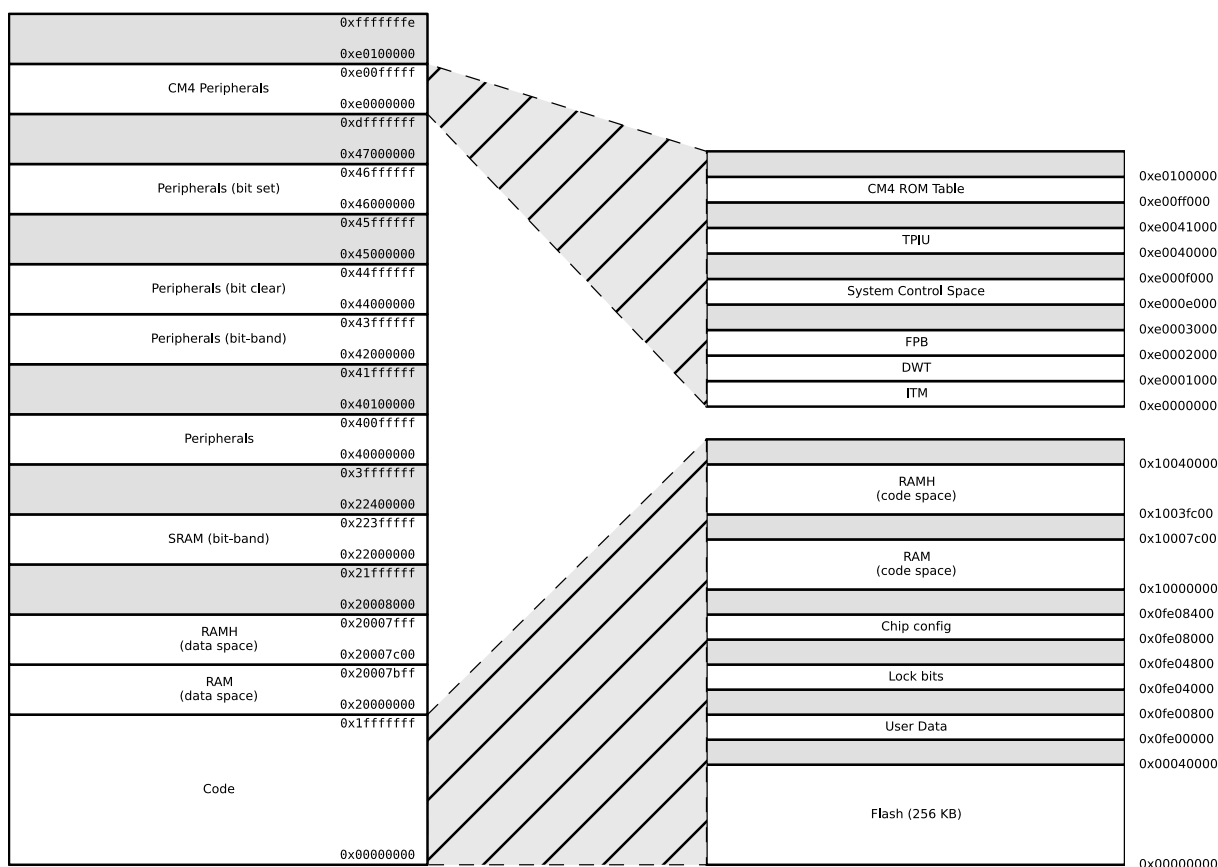 0xfffffffe
0xe0100000
0xe00fffff
CM4 Peripherals
0xe0000000
0xdfffffff
0x47000000
0x46ffffff
Peripherals (bit set)
0x46000000
0x45ffffff
0x45000000
0x44ffffff
Peripherals (bit clear)
0x44000000
0x43ffffff
Peripherals (bit-band)
0x42000000
0x41ffffff
0x40100000
0x400fffff
Peripherals
0x40000000
0x3fffffff
0x22400000
0x223fffff
SRAM (bit-band)
0x22000000
0x21ffffff
0x20008000
0x20007fff
RAMH
(data space)
0x20007c00
0x20007bff
RAM
(data space)
0x20000000
0x1fffffff
Code
0x00000000
0xe0100000
CM4 ROM Table
0xe00ff000
0xe0041000
TPIU
0xe0040000
0xe000f000
System Control Space
0xe000e000
0xe0003000
FPB
0xe0002000
DWT
0xe0001000
ITM
0xe0000000
0x10040000
RAMH
(code space)
0x1003fc00
0x10007c00
RAM
(code space)
0x10000000
0x0fe08400
Chip config
0x0fe08000
0x0fe04800
Lock bits
0x0fe04000
0x0fe00800
User Data
0x0fe00000
0x00040000
Flash (256 KB)
0x00000000